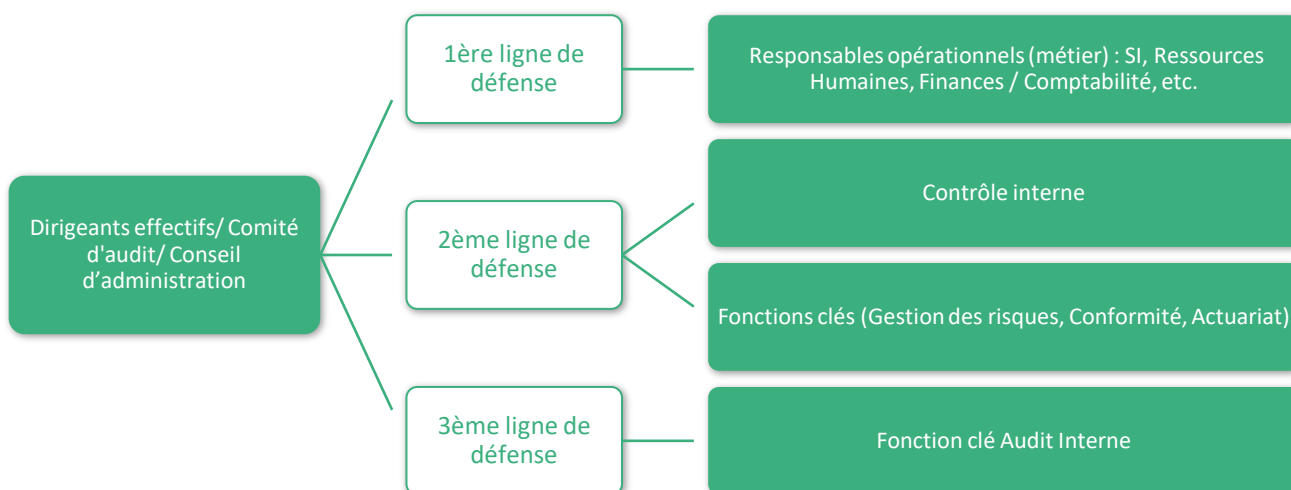 Dirigeants effectifs/ Comité
d'audit/ Conseil
d’administration
1ère ligne de
défense
Responsables opérationnels (métier) : SI, Ressources
Humaines, Finances / Comptabilité, etc.
2ème ligne de
défense
Contrôle interne
Fonctions clés (Gestion des risques, Conformité, Actuariat)
3ème ligne de
défense
Fonction clé Audit Interne